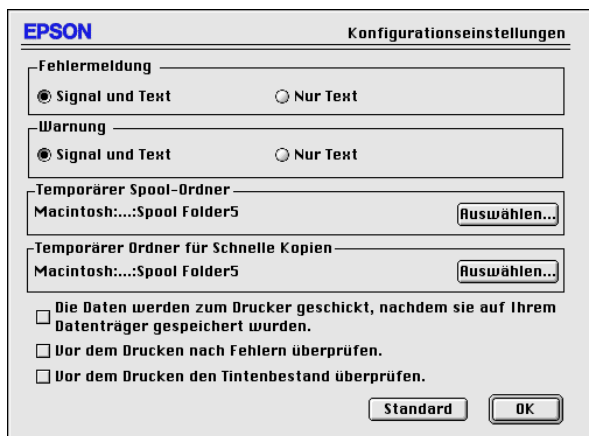 EPSON Konfigurationseinstellungen
Fehlermeldung
Signal und Text Nur Text
Warnung
Signal und Text Nur Text
Temporärer Spool-Ordner
Macintosh:...:Spool Folder5 Auswählen...
Temporärer Ordner für Schnelle Kopien
Macintosh:...:Spool Folder5 Auswählen...
Die Daten werden zum Drucker geschickt, nachdem sie auf Ihrem
Datenträger gespeichert wurden.
Vor dem Drucken nach Fehlern überprüfen.
Vor dem Drucken den Tintenbestand überprüfen.
Standard OK